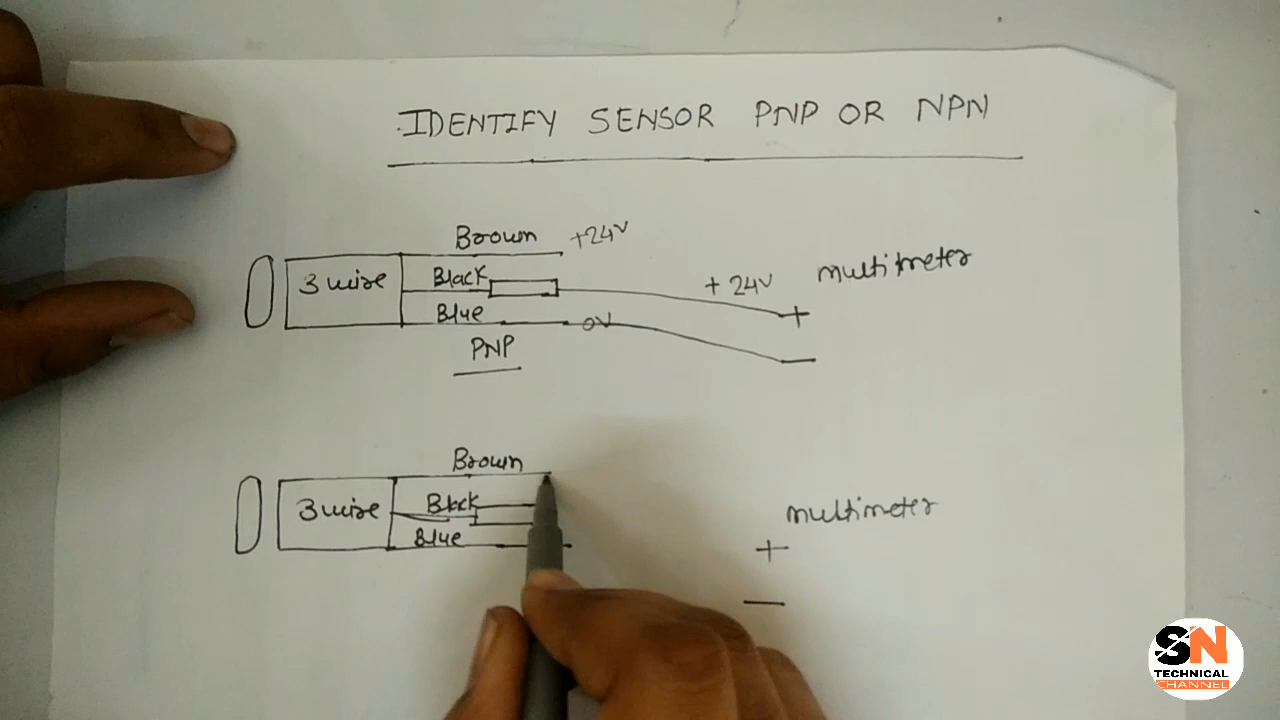 IDENTIFY SENSOR PNP OR NPN
Brown +24V
3 wire Black + 24V multimeter
Blue 0V
+
PNP
−
Brown
3 wire Black multimeter
Blue
+
−
SN
TECHNICAL
CHANNEL